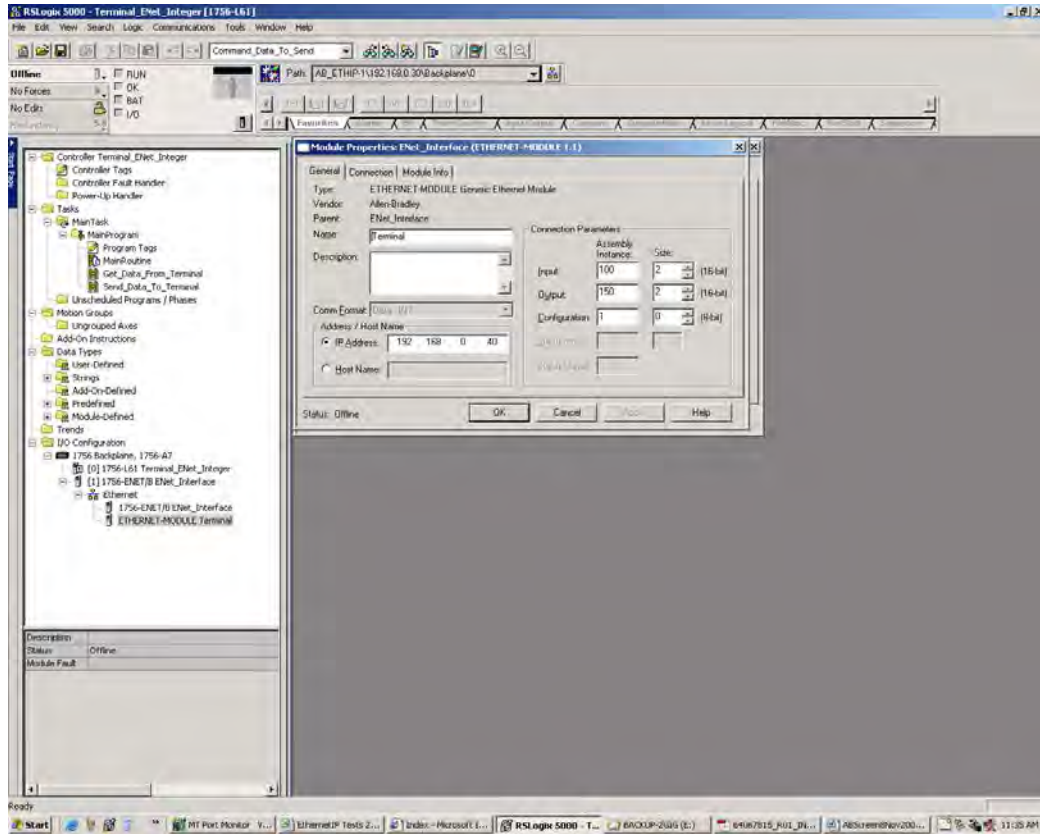 RSLogix 5000 - Terminal_ENet_Integer [1756-L61]
File Edit View Search Logic Communications Tools Window Help
Command_Data_To_Send
Offline
RUN
No Forces
OK
No Edits
BAT
I/O
Path: AB_ETHIP-1\192.168.0.30\Backplane\0
Favorites
Start Page
Controller Terminal_ENet_Integer
Controller Tags
Controller Fault Handler
Power-Up Handler
Tasks
MainTask
MainProgram
Program Tags
MainRoutine
Get_Data_From_Terminal
Send_Data_To_Terminal
Unscheduled Programs / Phases
Motion Groups
Ungrouped Axes
Add-On Instructions
Data Types
User-Defined
Strings
Add-On-Defined
Predefined
Module-Defined
Trends
I/O Configuration
1756 Backplane, 1756-A7
[0] 1756-L61 Terminal_ENet_Integer
[1] 1756-ENET/B ENet_Interface
Ethernet
1756-ENET/B ENet_Interface
ETHERNET-MODULE Terminal
Description
Status Offline
Module Fault
Module Properties: ENet_Interface (ETHERNET-MODULE 1.1)
General Connection Module Info
Type: ETHERNET-MODULE Generic Ethernet Module
Vendor: Allen-Bradley
Parent: ENet_Interface
Name: Terminal
Description:
Comm Format: Data - INT
Address / Host Name
IP Address: 192 . 168 . 0 . 40
Host Name:
Connection Parameters
Assembly Instance: Size:
Input: 100 2 (16-bit)
Output: 150 2 (16-bit)
Configuration: 1 0 (8-bit)
Status: Offline
OK Cancel Apply Help
Ready
Start
MT Port Monitor V...
EthernetIP Tests 2...
Index - Microsoft I...
RSLogix 5000 - T...
11:35 AM